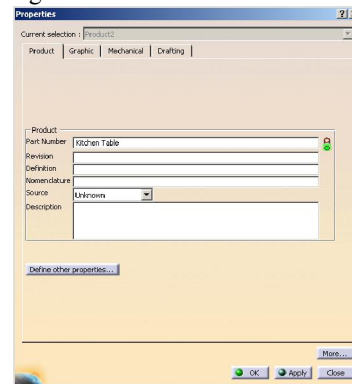 Properties
Current selection : Product2
Product Graphic Mechanical Drafting
Product
Part Number Kitchen Table
Revision
Definition
Nomenclature
Source Unknown
Description
Define other properties...
More...
OK Apply Close